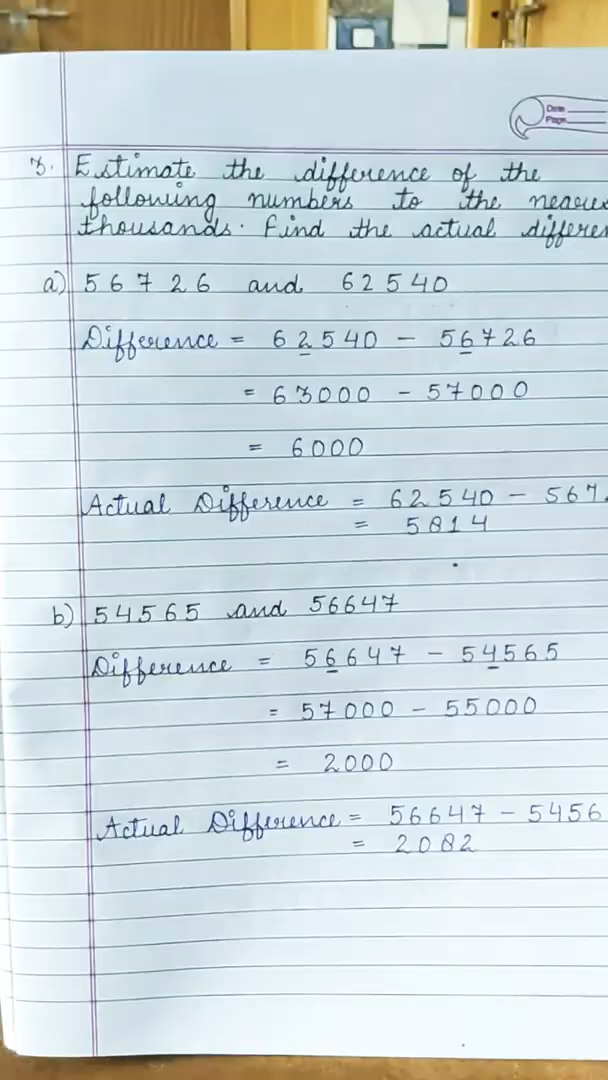 Date
Page
3. Estimate the difference of the
following numbers to the neares
thousands. Find the actual differen
a) 56726 and 62540
Difference = 62540 - 56726
= 63000 - 57000
= 6000
Actual Difference = 62540 - 567
= 5814
b) 54565 and 56647
Difference = 56647 - 54565
= 57000 - 55000
= 2000
Actual Difference = 56647 - 5456
= 2082